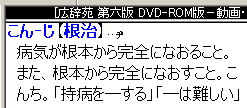 [広辞苑 第六版 DVD-ROM版－動画・
こん‐じ【根治】
病気が根本から完全になおること。
また、根本から完全になおすこと。こ
んち。「持病を―する」「―は難しい」